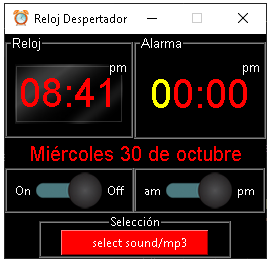 Reloj Despertador
Reloj
Alarma
pm
pm
08:41
00:00
Miércoles 30 de octubre
On Off
am pm
Selección
select sound/mp3